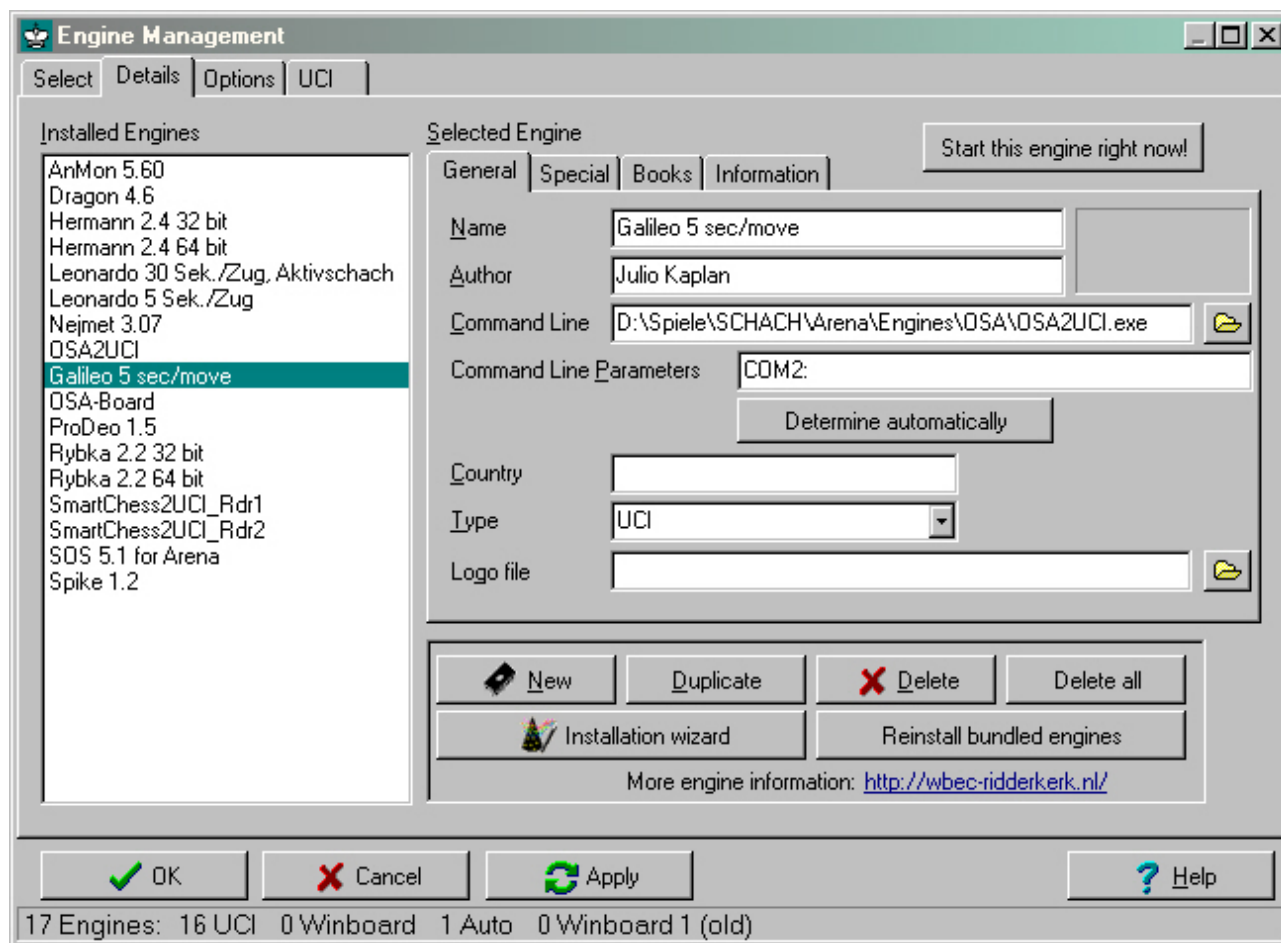 Engine Management
Select Details Options UCI
Installed Engines
AnMon 5.60
Dragon 4.6
Hermann 2.4 32 bit
Hermann 2.4 64 bit
Leonardo 30 Sek./Zug, Aktivschach
Leonardo 5 Sek./Zug
Nejmet 3.07
OSA2UCI
Galileo 5 sec/move
OSA-Board
ProDeo 1.5
Rybka 2.2 32 bit
Rybka 2.2 64 bit
SmartChess2UCI_Rdr1
SmartChess2UCI_Rdr2
SOS 5.1 for Arena
Spike 1.2
Selected Engine
Start this engine right now!
General Special Books Information
Name Galileo 5 sec/move
Author Julio Kaplan
Command Line D:\Spiele\SCHACH\Arena\Engines\OSA\OSA2UCI.exe
Command Line Parameters COM2:
Determine automatically
Country
Type UCI
Logo file
New Duplicate Delete Delete all
Installation wizard Reinstall bundled engines
More engine information: http://wbec-ridderkerk.nl/
OK Cancel Apply Help
17 Engines: 16 UCI 0 Winboard 1 Auto 0 Winboard 1 (old)